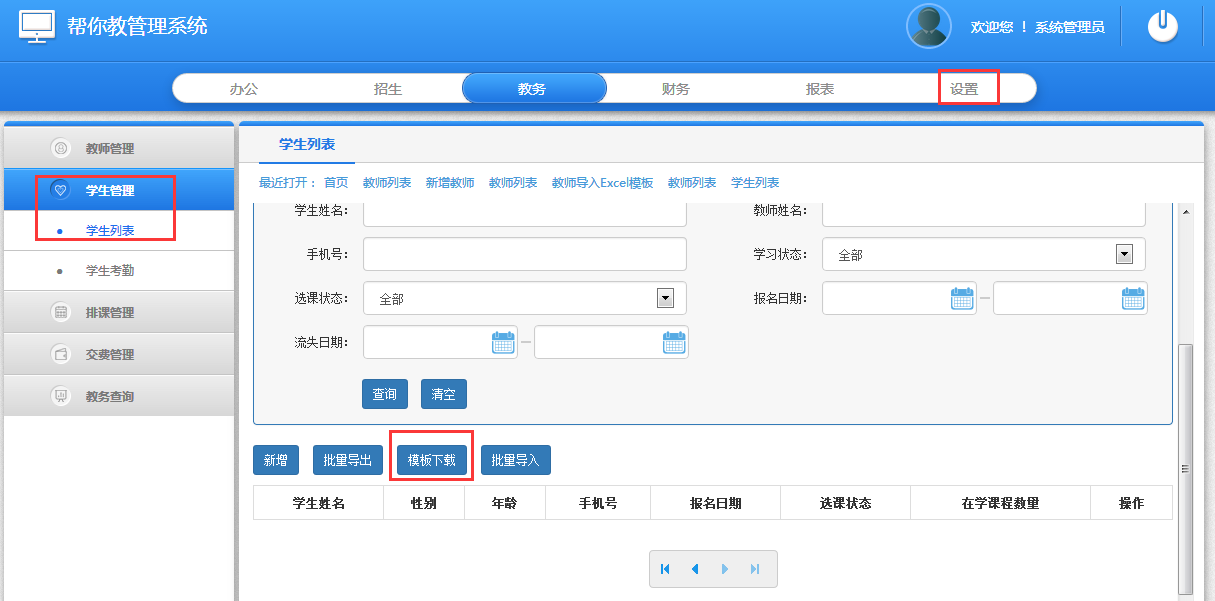 帮你教管理系统
欢迎您 ！ 系统管理员
办公 招生 教务 财务 报表 设置
教师管理
学生管理
学生列表
学生考勤
排课管理
交费管理
教务查询
学生列表
最近打开： 首页 教师列表 新增教师 教师列表 教师导入Excel模板 教师列表 学生列表
学生姓名： 教师姓名：
手机号： 学习状态： 全部
选课状态： 全部 报名日期： –
流失日期： –
查询 清空
新增 批量导出 模板下载 批量导入
学生姓名 性别 年龄 手机号 报名日期 选课状态 在学课程数量 操作